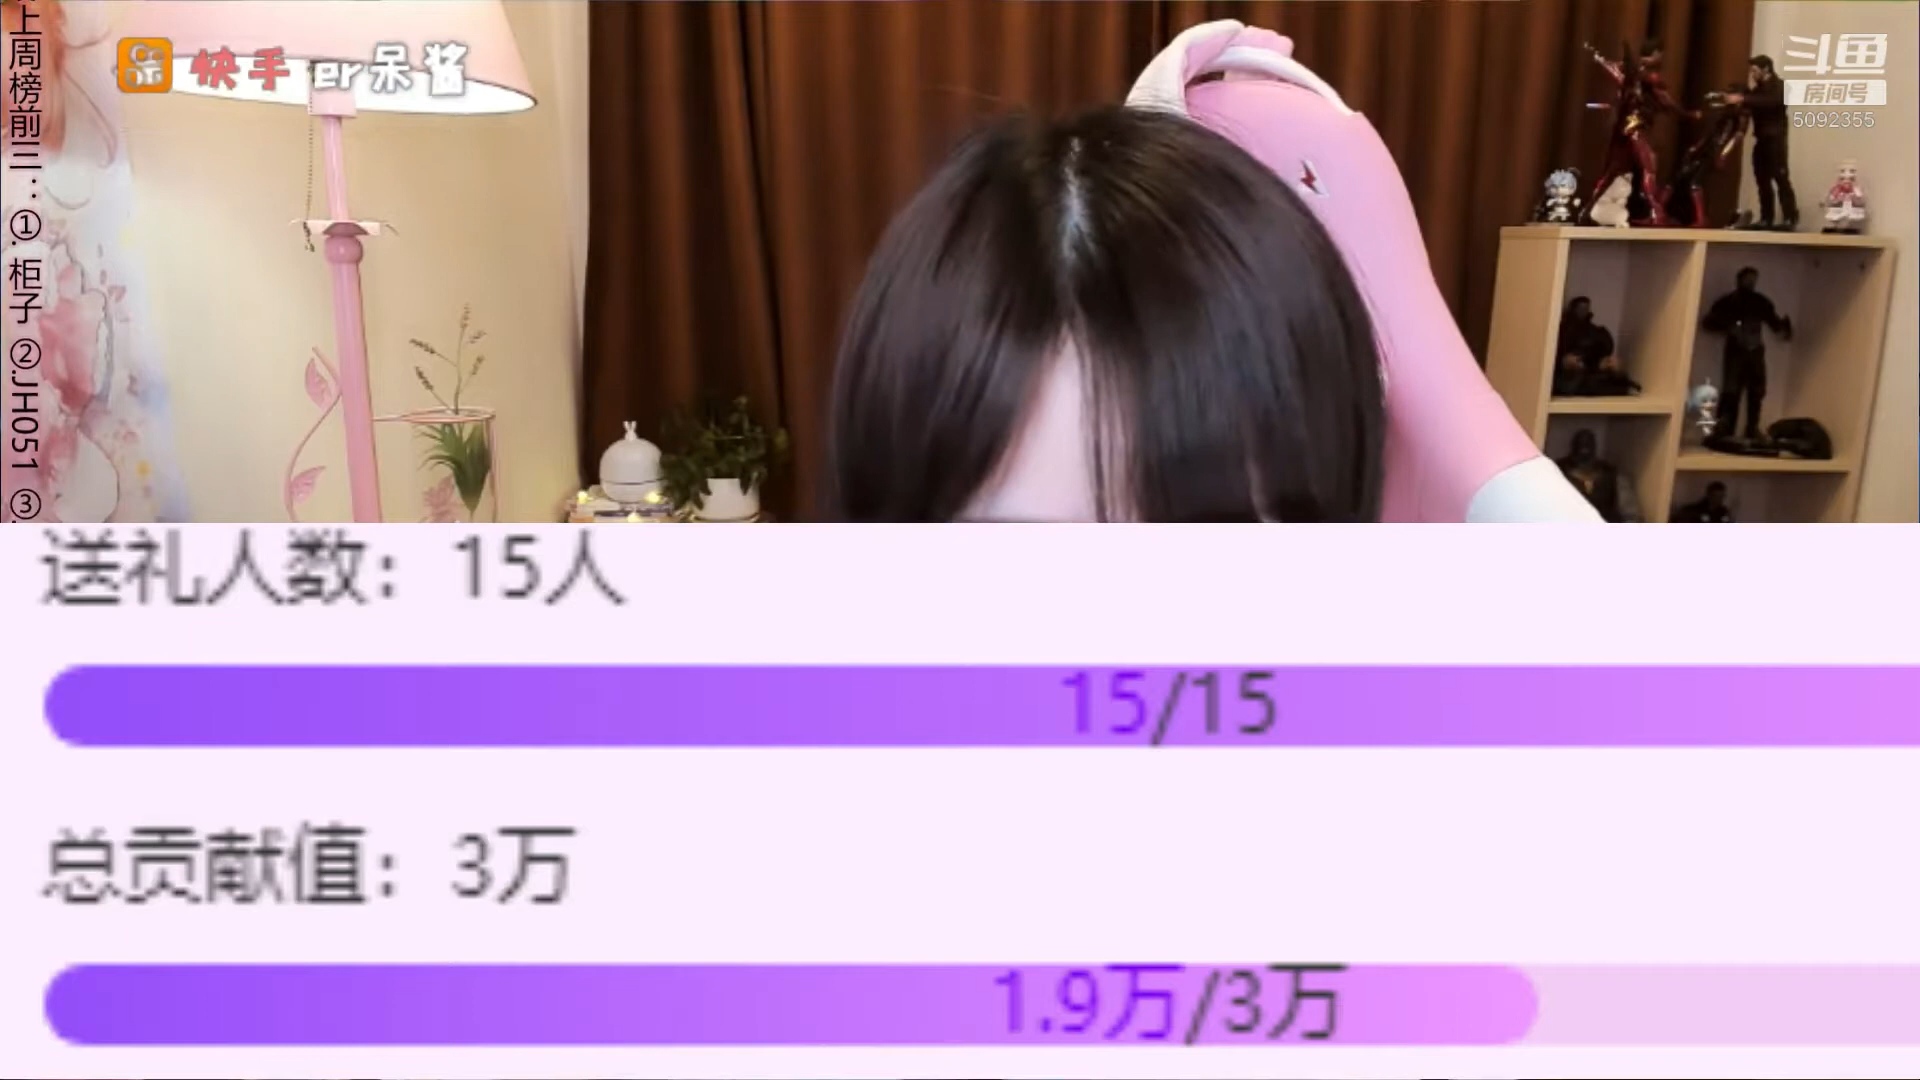 上周榜前三：①.柜子 ②.JH051 ③.
快手 er呆酱
斗鱼
房间号
5092355
送礼人数：15人
15/15
总贡献值：3万
1.9万/3万